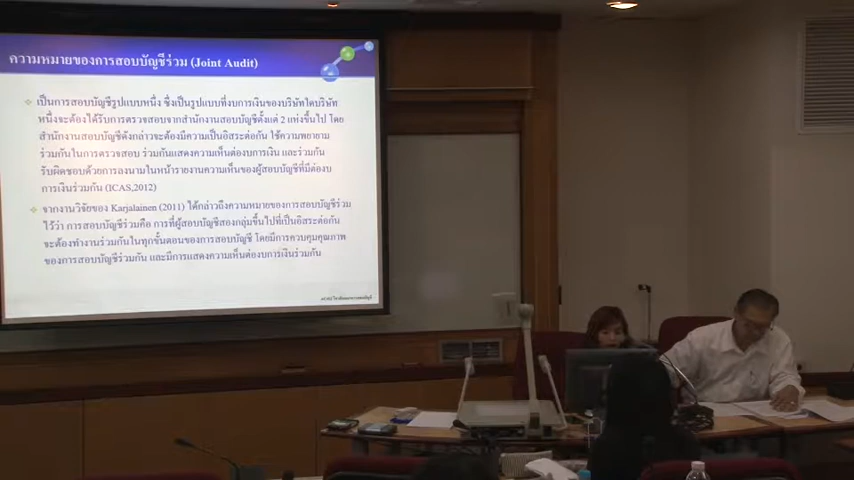 ความหมายของการสอบบัญชีร่วม (Joint Audit)
เป็นการสอบบัญชีรูปแบบหนึ่ง ซึ่งเป็นรูปแบบที่งบการเงินของบริษัทใดบริษัท
หนึ่งจะต้องได้รับการตรวจสอบจากสำนักงานสอบบัญชีตั้งแต่ 2 แห่งขึ้นไป โดย
สำนักงานสอบบัญชีดังกล่าวจะต้องมีความเป็นอิสระต่อกัน ใช้ความพยายาม
ร่วมกันในการตรวจสอบ ร่วมกันแสดงความเห็นต่องบการเงิน และร่วมกัน
รับผิดชอบด้วยการลงนามในหน้ารายงานความเห็นของผู้สอบบัญชีที่มีต่องบ
การเงินร่วมกัน (ICAS,2012)
จากงานวิจัยของ Karjalainen (2011) ได้กล่าวถึงความหมายของการสอบบัญชีร่วม
ไว้ว่า การสอบบัญชีร่วมคือ การที่ผู้สอบบัญชีสองกลุ่มขึ้นไปที่เป็นอิสระต่อกัน
จะต้องทำงานร่วมกันในทุกขั้นตอนของการสอบบัญชี โดยมีการควบคุมคุณภาพ
ของการสอบบัญชีร่วมกัน และมีการแสดงความเห็นต่องบการเงินร่วมกัน